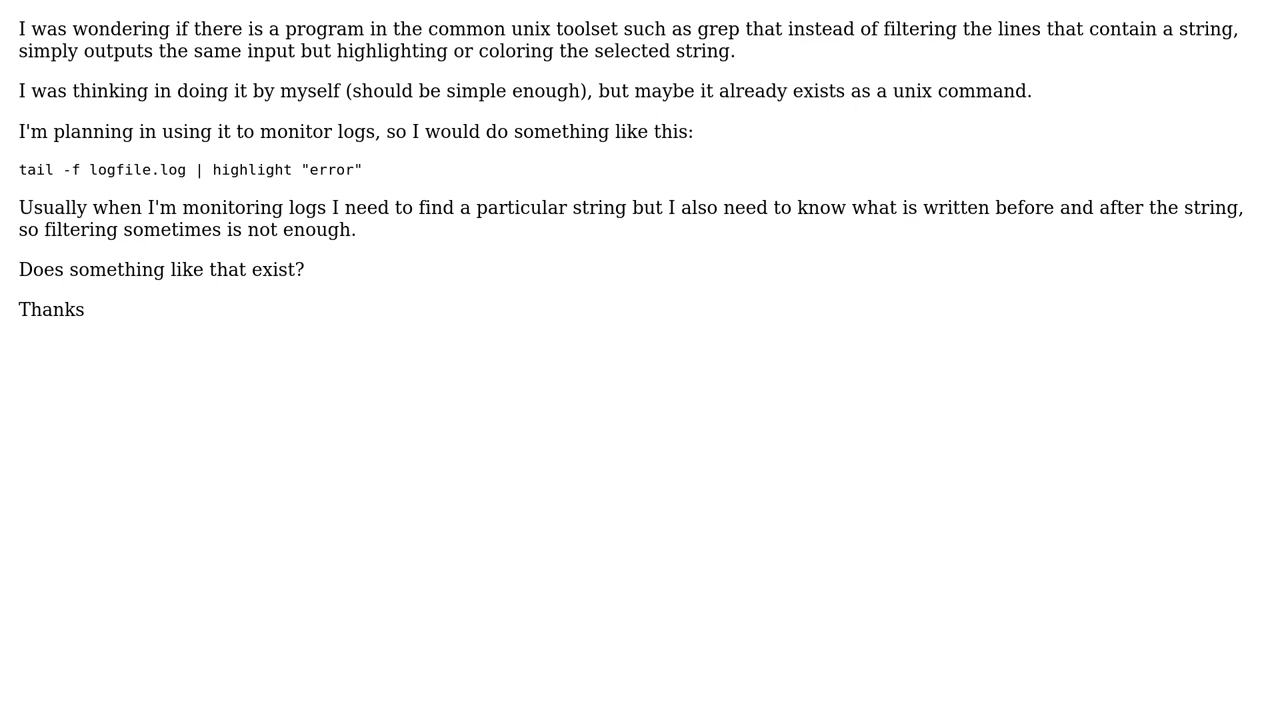 I was wondering if there is a program in the common unix toolset such as grep that instead of filtering the lines that contain a string,
simply outputs the same input but highlighting or coloring the selected string.
I was thinking in doing it by myself (should be simple enough), but maybe it already exists as a unix command.
I'm planning in using it to monitor logs, so I would do something like this:
tail -f logfile.log | highlight "error"
Usually when I'm monitoring logs I need to find a particular string but I also need to know what is written before and after the string,
so filtering sometimes is not enough.
Does something like that exist?
Thanks